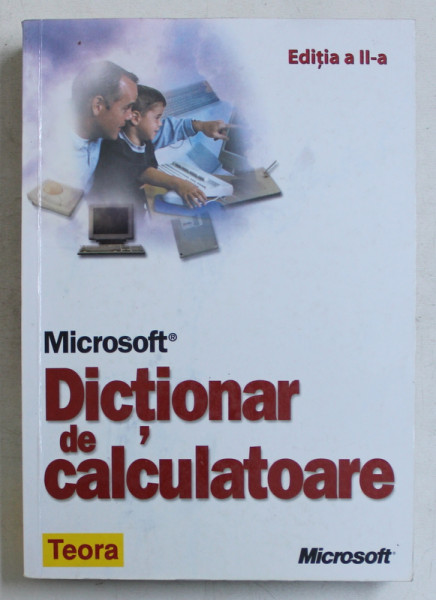 Ediția a II-a
Microsoft®
Dicționar
de
calculatoare
Teora
Microsoft®